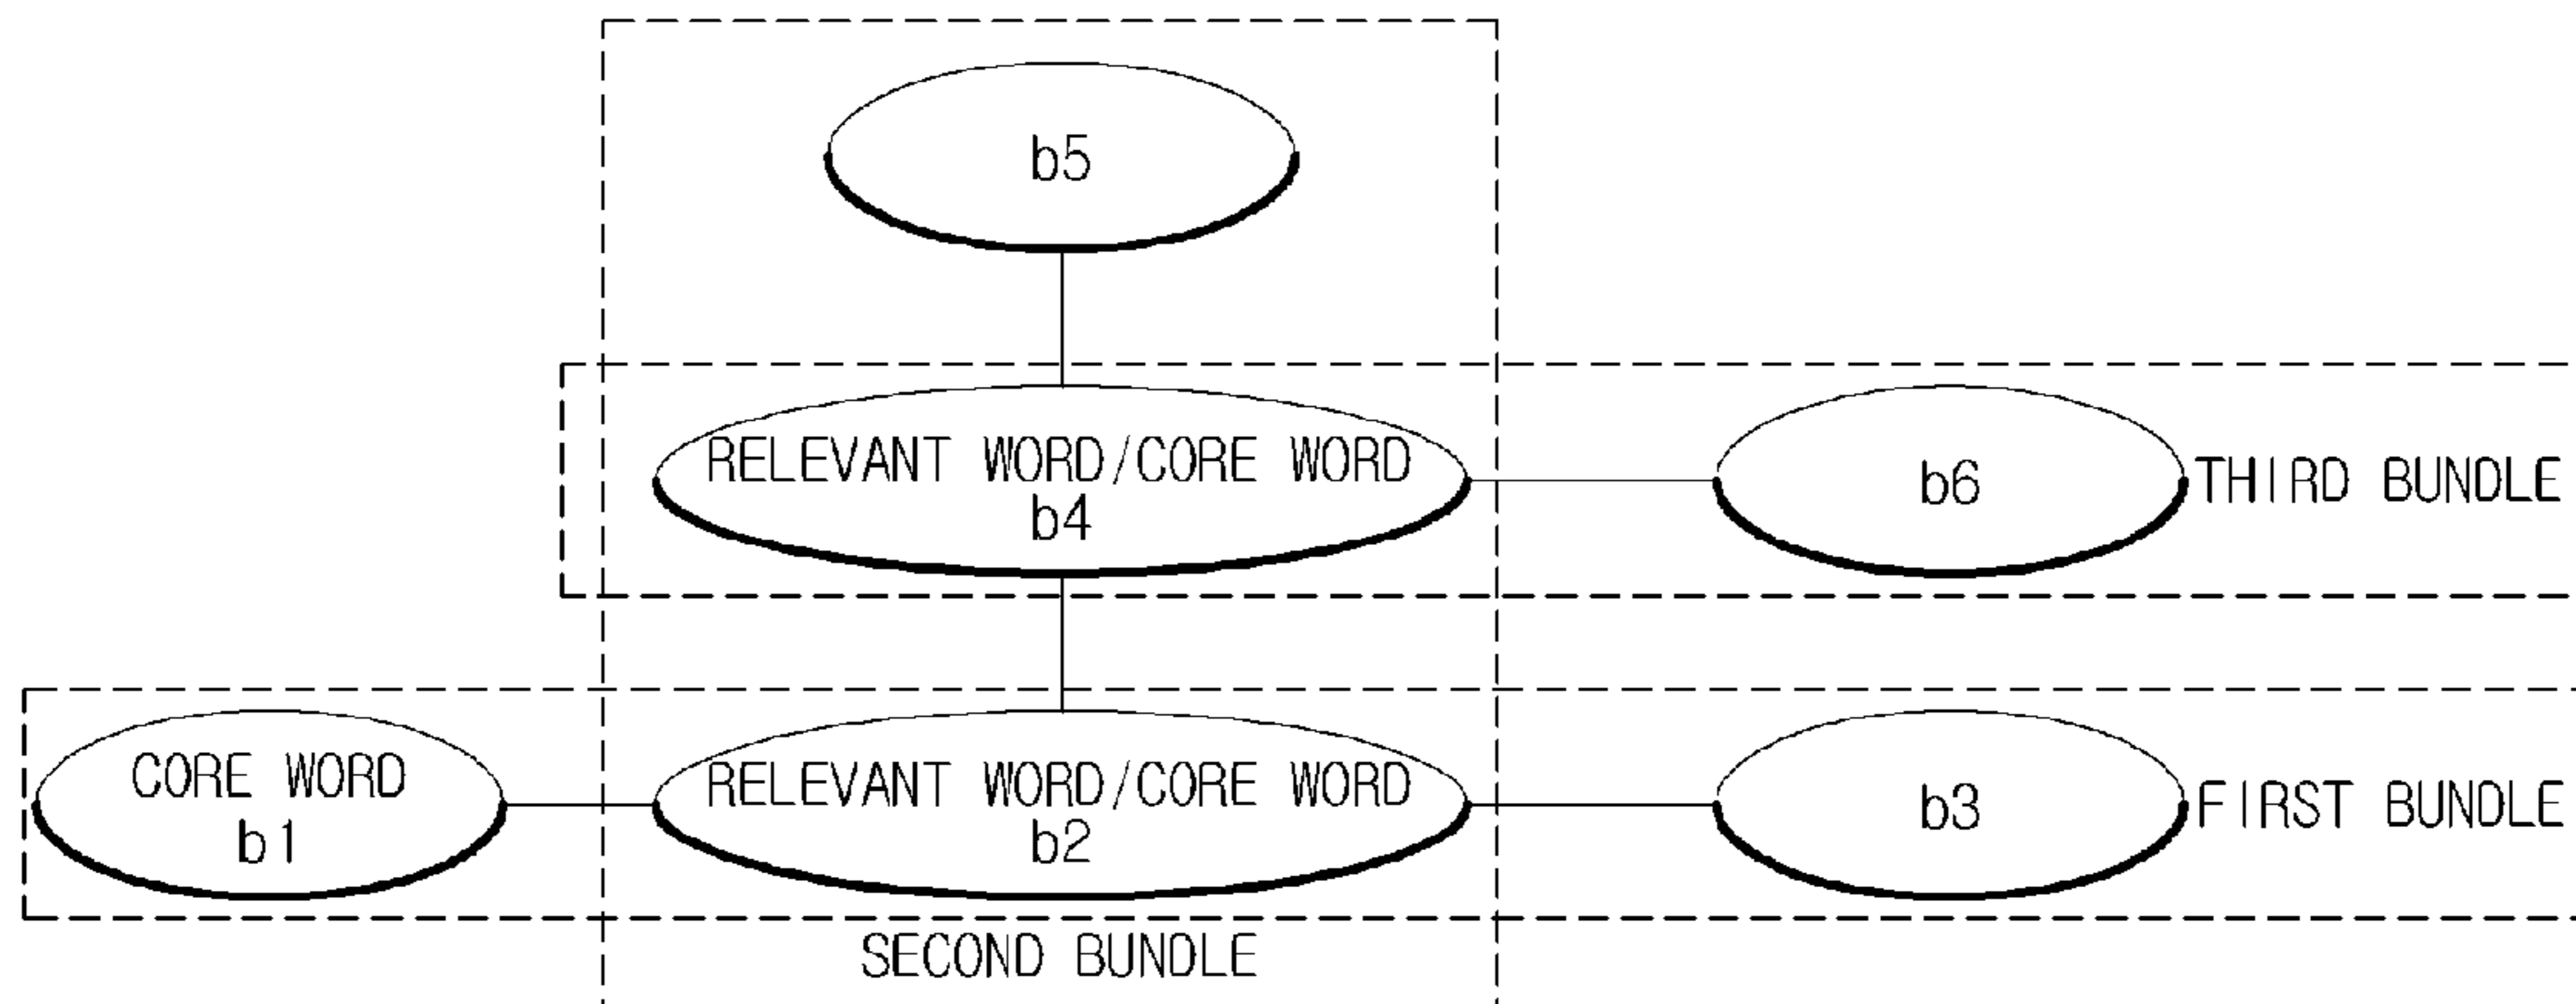 b5
RELEVANT WORD/CORE WORD
b4
b6
THIRD BUNDLE
CORE WORD
b1
RELEVANT WORD/CORE WORD
b2
b3
FIRST BUNDLE
SECOND BUNDLE